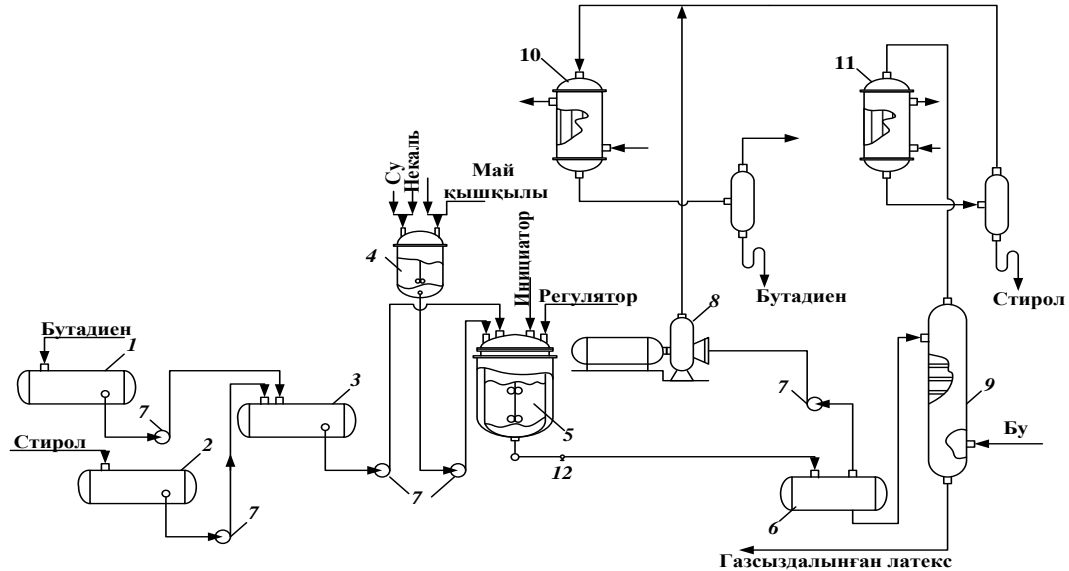 10
11
Су
Некаль
Май
қышқылы
4
Инициатор
Регулятор
8
Бутадиен
Стирол
Бутадиен
1
3
7
9
5
Стирол
2
Бу
7
7
12
7
6
Газсыздалынған латекс